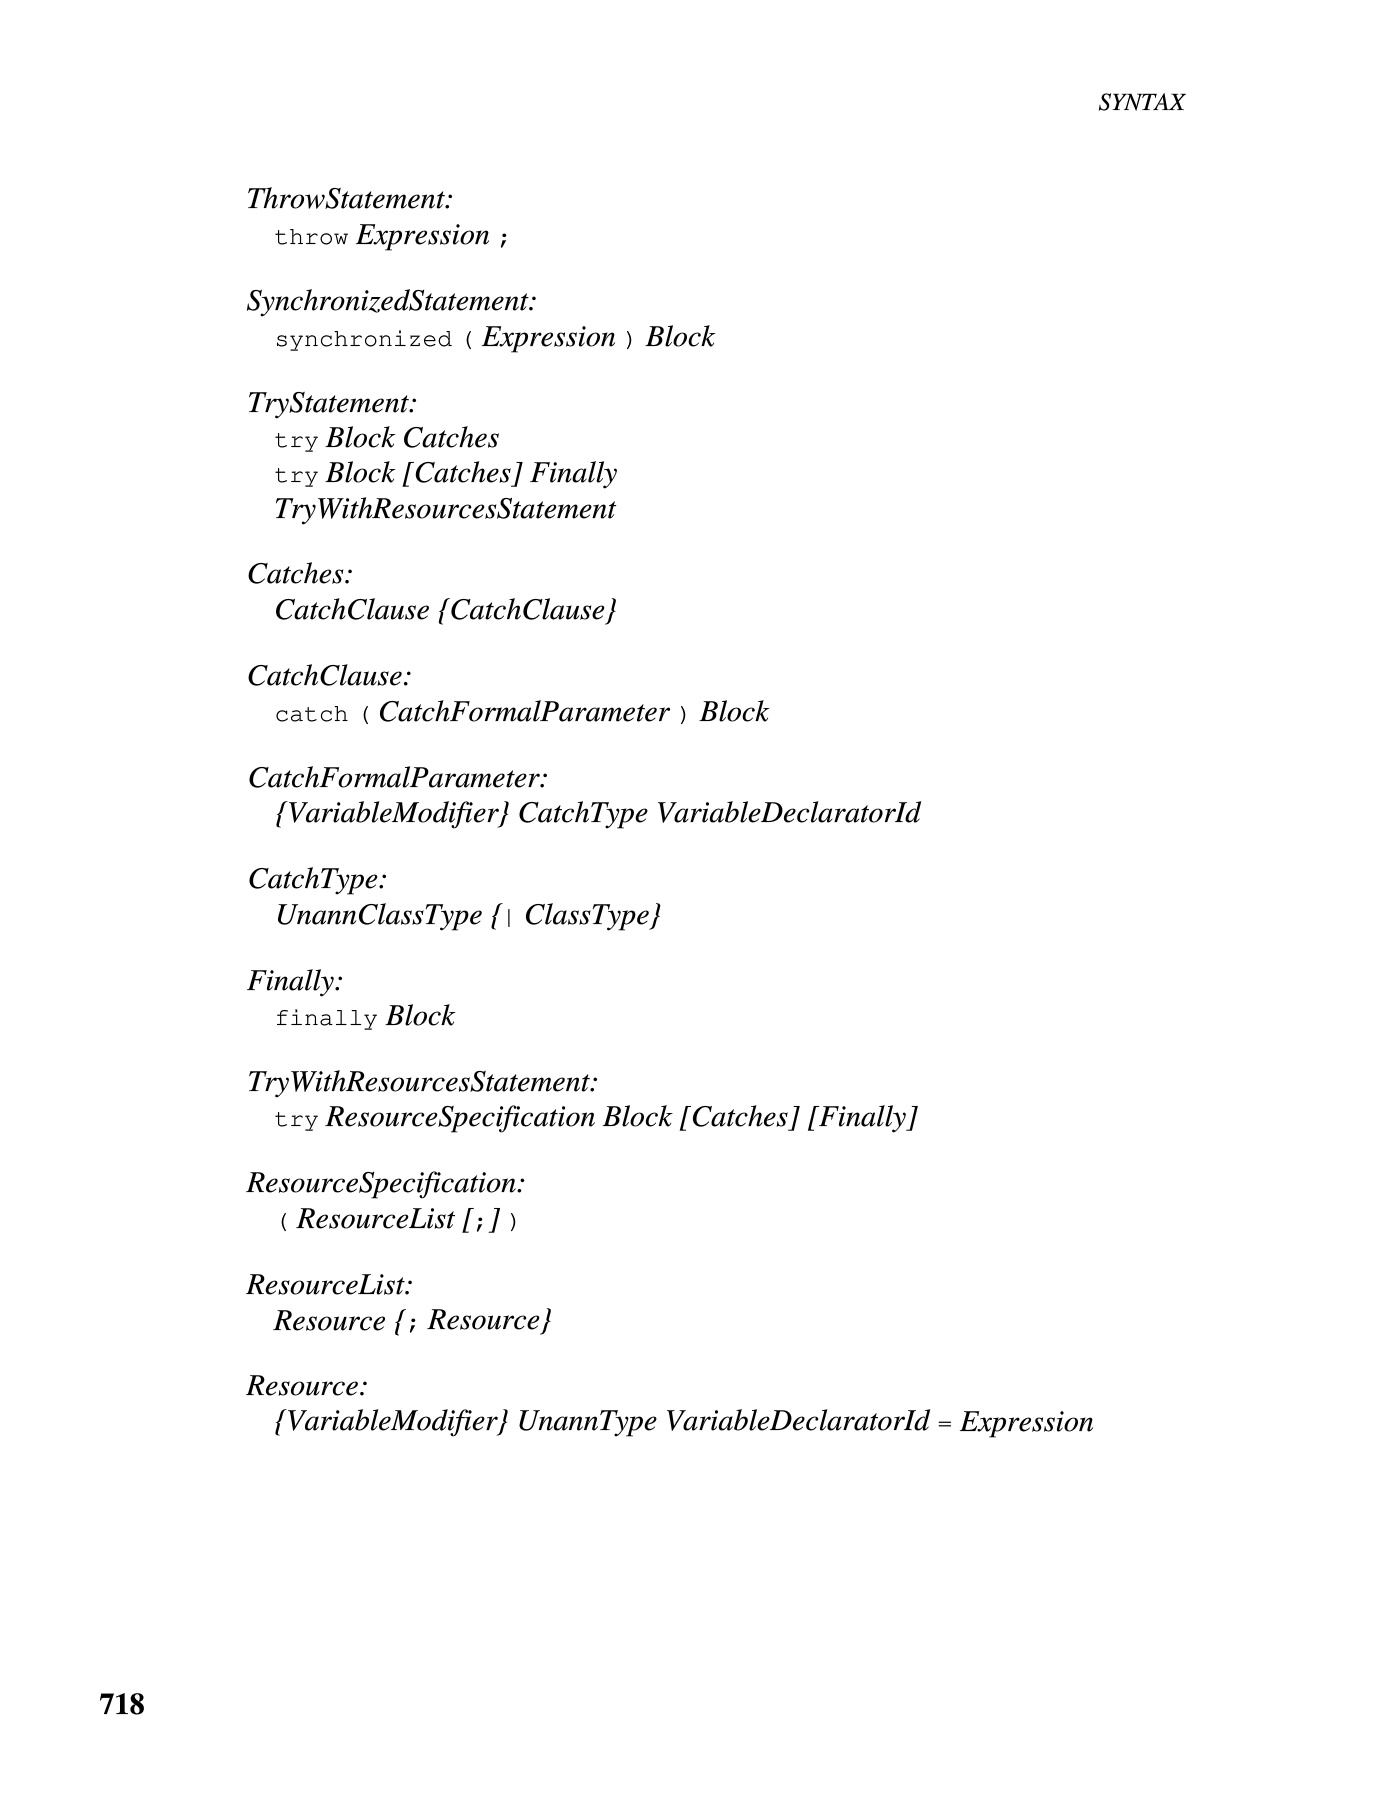 SYNTAX
ThrowStatement:
throw Expression ;
SynchronizedStatement:
synchronized ( Expression ) Block
TryStatement:
try Block Catches
try Block [Catches] Finally
TryWithResourcesStatement
Catches:
CatchClause {CatchClause}
CatchClause:
catch ( CatchFormalParameter ) Block
CatchFormalParameter:
{VariableModifier} CatchType VariableDeclaratorId
CatchType:
UnannClassType {| ClassType}
Finally:
finally Block
TryWithResourcesStatement:
try ResourceSpecification Block [Catches] [Finally]
ResourceSpecification:
( ResourceList [;] )
ResourceList:
Resource {; Resource}
Resource:
{VariableModifier} UnannType VariableDeclaratorId = Expression
718